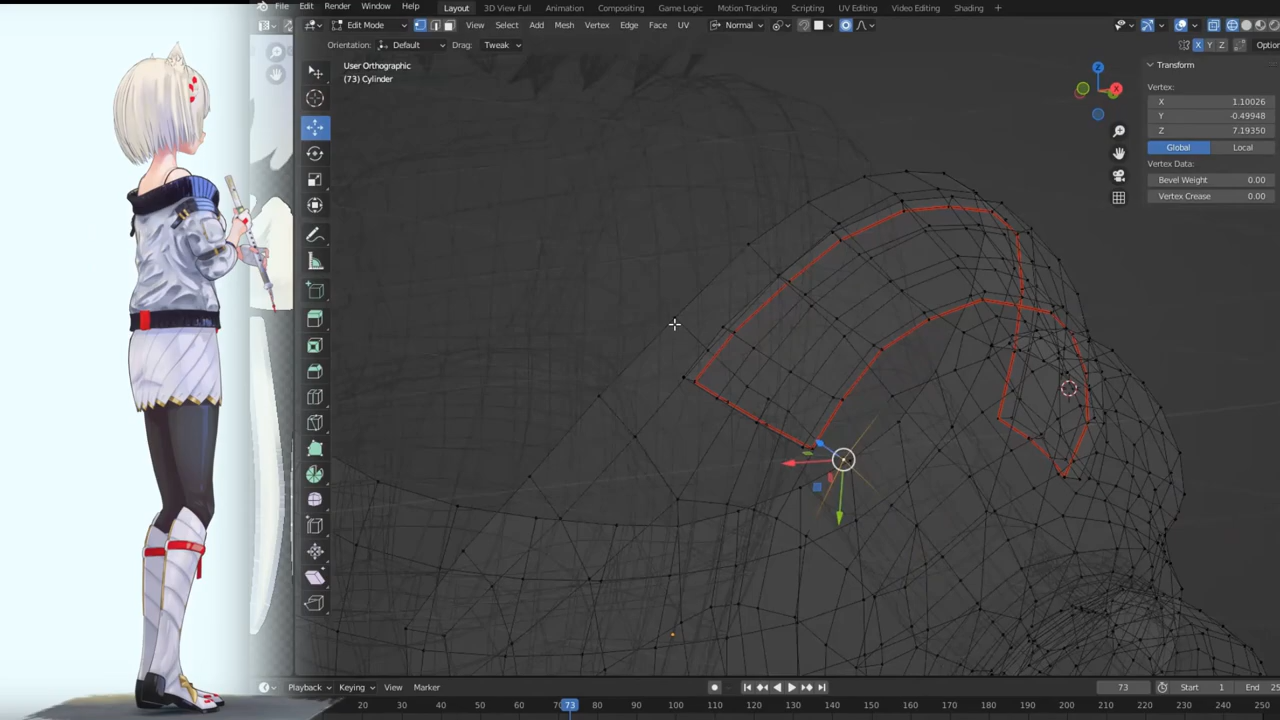 File Edit Render Window Help Layout 3D View Full Animation Compositing Game Logic Motion Tracking Scripting UV Editing Video Editing Shading +
Edit Mode View Select Add Mesh Vertex Edge Face UV Normal
Orientation: Default Drag: Tweak X Y Z Option
User Orthographic
(73) Cylinder
Z
X
Transform
Vertex:
X 1.10026
Y -0.49948
Z 7.19350
Global Local
Vertex Data:
Bevel Weight 0.00
Vertex Crease 0.00
Playback Keying View Marker 73 Start 1 End 25
20 30 40 50 60 73 80 90 100 110 120 130 140 150 160 170 180 190 200 210 220 230 240 250